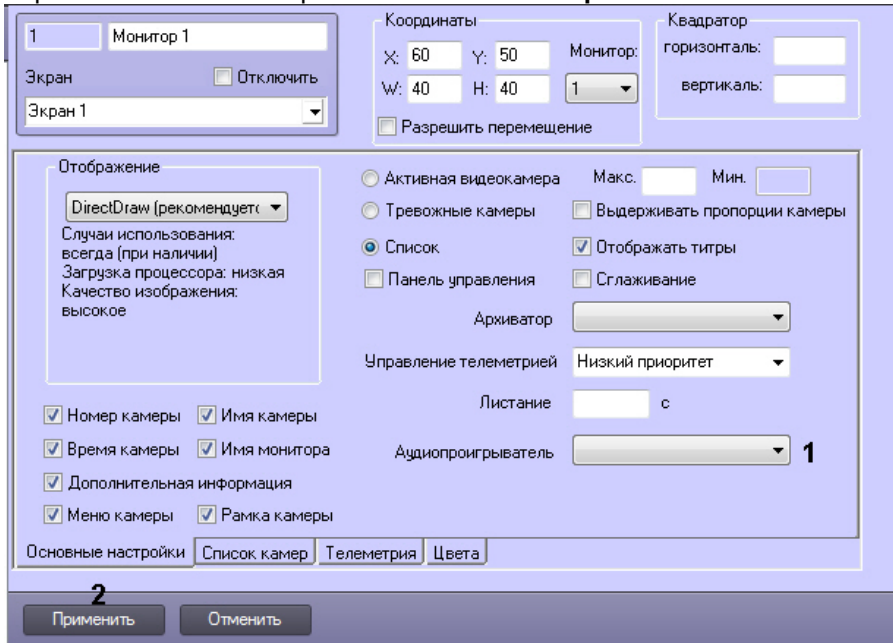 1 Монитор 1
Экран Отключить
Экран 1
Координаты
X: 60 Y: 50 Монитор:
W: 40 H: 40 1
Разрешить перемещение
Квадратор
горизонталь:
вертикаль:
Отображение
DirectDraw (рекомендуетс
Случаи использования:
всегда (при наличии)
Загрузка процессора: низкая
Качество изображения:
высокое
Активная видеокамера Макс. Мин.
Тревожные камеры Выдерживать пропорции камеры
Список Отображать титры
Панель управления Сглаживание
Архиватор
Управление телеметрией Низкий приоритет
Листание с
Аудиопроигрыватель 1
Номер камеры Имя камеры
Время камеры Имя монитора
Дополнительная информация
Меню камеры Рамка камеры
Основные настройки Список камер Телеметрия Цвета
2
Применить Отменить